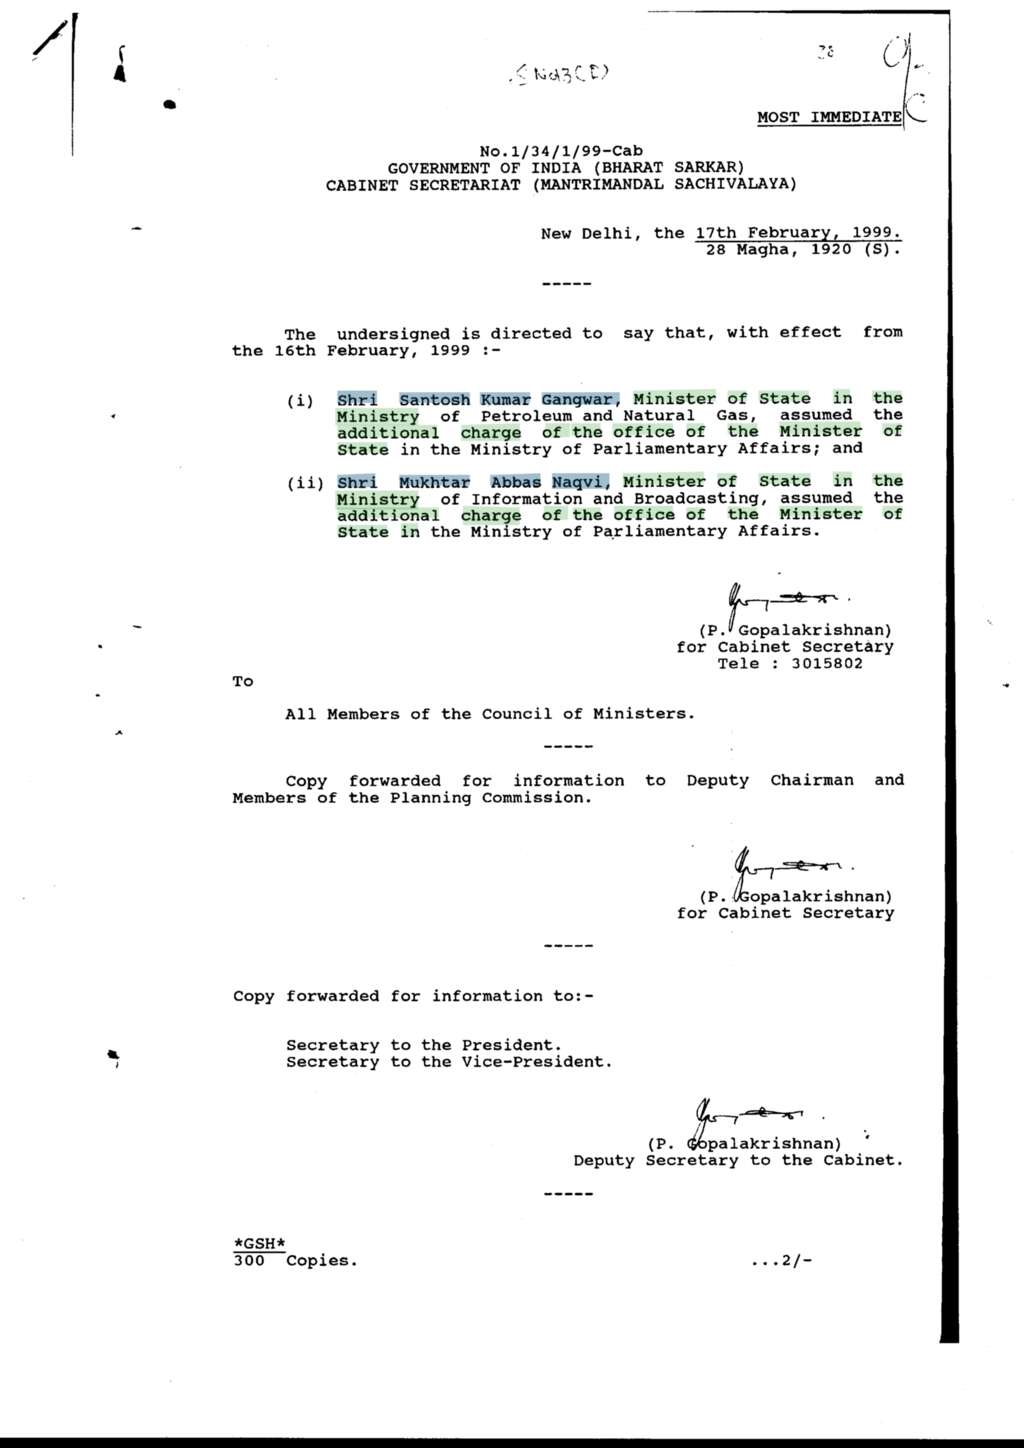 MOST IMMEDIATE
No.1/34/1/99-Cab
GOVERNMENT OF INDIA (BHARAT SARKAR)
CABINET SECRETARIAT (MANTRIMANDAL SACHIVALAYA)
New Delhi, the 17th February, 1999.
28 Magha, 1920 (S).
-----
The undersigned is directed to say that, with effect from
the 16th February, 1999 :-
(i) Shri Santosh Kumar Gangwar, Minister of State in the
Ministry of Petroleum and Natural Gas, assumed the
additional charge of the office of the Minister of
State in the Ministry of Parliamentary Affairs; and
(ii) Shri Mukhtar Abbas Naqvi, Minister of State in the
Ministry of Information and Broadcasting, assumed the
additional charge of the office of the Minister of
State in the Ministry of Parliamentary Affairs.
(P. Gopalakrishnan)
for Cabinet Secretary
Tele : 3015802
To
All Members of the Council of Ministers.
-----
Copy forwarded for information to Deputy Chairman and
Members of the Planning Commission.
(P. Gopalakrishnan)
for Cabinet Secretary
-----
Copy forwarded for information to:-
Secretary to the President.
Secretary to the Vice-President.
(P. Gopalakrishnan)
Deputy Secretary to the Cabinet.
-----
*GSH*
300 Copies.
...2/-